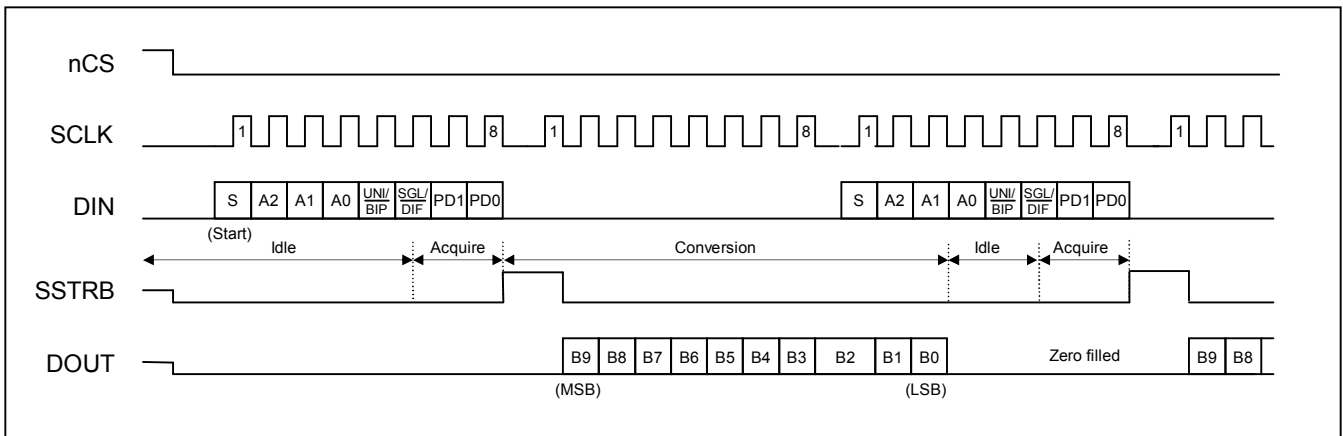 nCS
SCLK 1 8 1 8 1 8 1
DIN S A2 A1 A0 UNI/BIP SGL/DIF PD1 PD0 S A2 A1 A0 UNI/BIP SGL/DIF PD1 PD0
(Start)
Idle Acquire Conversion Idle Acquire
SSTRB
DOUT B9 B8 B7 B6 B5 B4 B3 B2 B1 B0 Zero filled B9 B8
(MSB) (LSB)